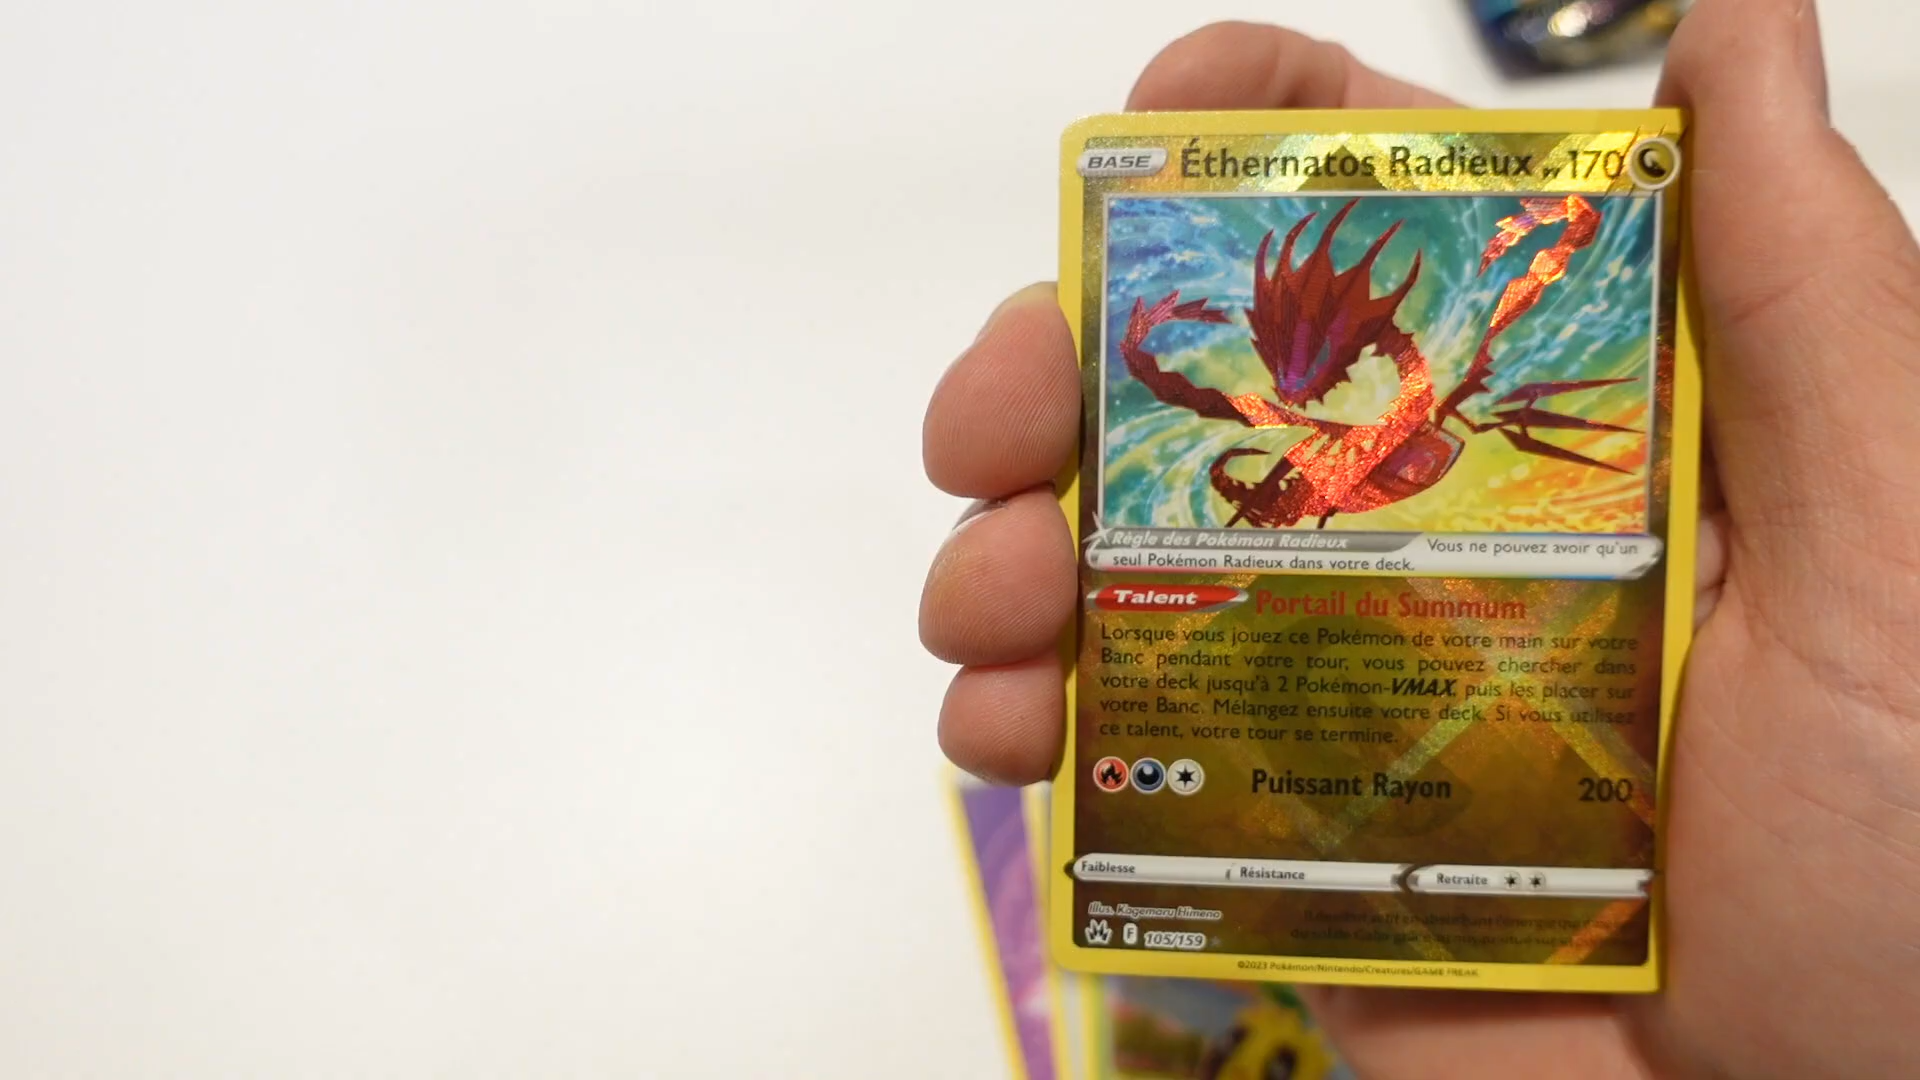 BASE Éthernatos Radieux PV 170
Règle des Pokémon Radieux Vous ne pouvez avoir qu'un
seul Pokémon Radieux dans votre deck.
Talent Portail du Summum
Lorsque vous jouez ce Pokémon de votre main sur votre
Banc pendant votre tour, vous pouvez chercher dans
votre deck jusqu'à 2 Pokémon-VMAX, puis les placer sur
votre Banc. Mélangez ensuite votre deck. Si vous utilisez
ce talent, votre tour se termine.
Puissant Rayon 200
Faiblesse Résistance Retraite
Illus. Kagemaru Himeno
F 105/159
©2023 Pokémon/Nintendo/Creatures/GAME FREAK